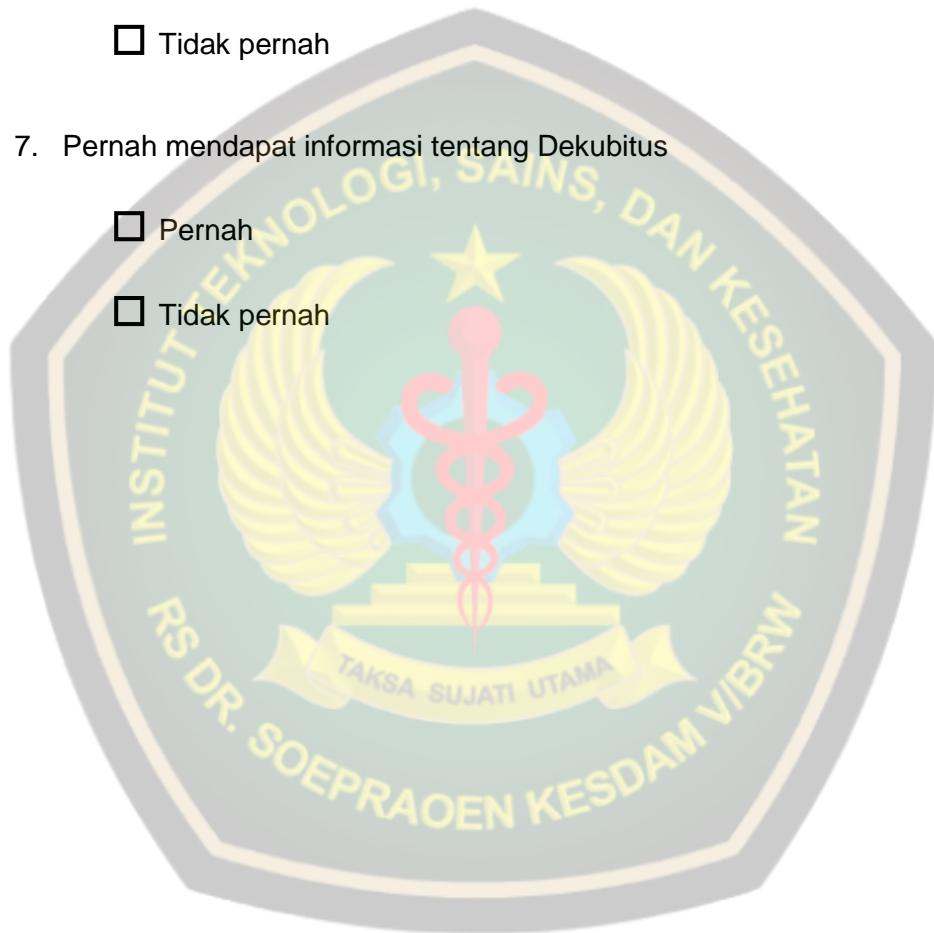 ☐ Tidak pernah
7. Pernah mendapat informasi tentang Dekubitus
☐ Pernah
☐ Tidak pernah
INSTITUT TEKNOLOGI, SAINS, DAN KESEHATAN
TAKSA SUJATI UTAMA
RS DR. SOEPRAOEN KESDAM V/BRW